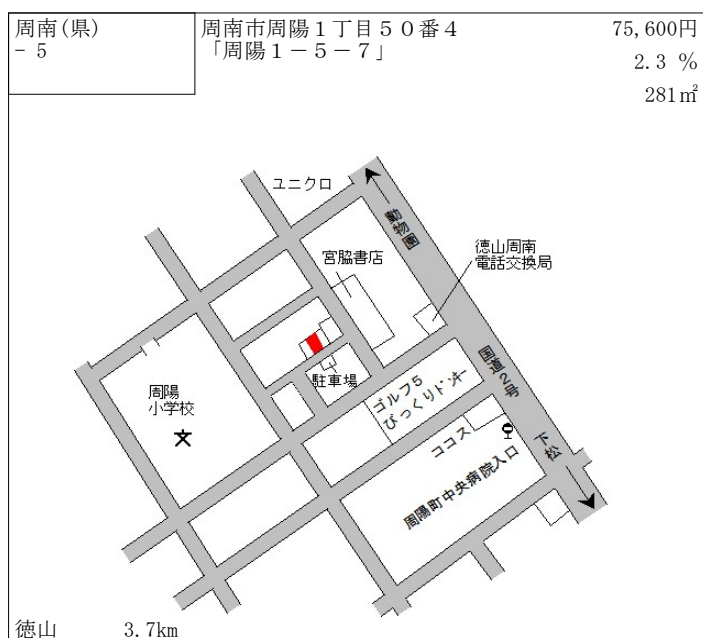 周南(県)
- 5
周南市周陽１丁目５０番４
「周陽１－５－７」
75,600円
2.3 %
281㎡
ユニクロ
動物園
宮脇書店
徳山周南
電話交換局
周陽
小学校
駐車場
ゴルフ5
びっくりドンキー
国道2号
ココス
下松
周陽町中央病院入口
徳山 3.7km